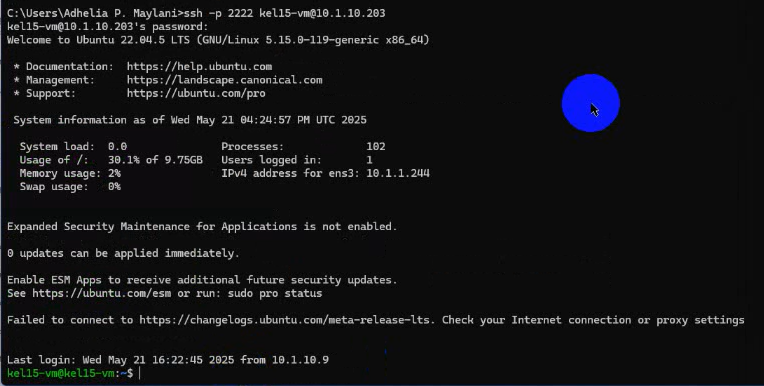 C:\Users\Adhelia P. Maylani>ssh -p 2222 kel15-vm@10.1.10.203
kel15-vm@10.1.10.203's password:
Welcome to Ubuntu 22.04.5 LTS (GNU/Linux 5.15.0-119-generic x86_64)
* Documentation: https://help.ubuntu.com
* Management: https://landscape.canonical.com
* Support: https://ubuntu.com/pro
System information as of Wed May 21 04:24:57 PM UTC 2025
System load: 0.0 Processes: 102
Usage of /: 30.1% of 9.75GB Users logged in: 1
Memory usage: 2% IPv4 address for ens3: 10.1.1.244
Swap usage: 0%
Expanded Security Maintenance for Applications is not enabled.
0 updates can be applied immediately.
Enable ESM Apps to receive additional future security updates.
See https://ubuntu.com/esm or run: sudo pro status
Failed to connect to https://changelogs.ubuntu.com/meta-release-lts. Check your Internet connection or proxy settings
Last login: Wed May 21 16:22:45 2025 from 10.1.10.9
kel15-vm@kel15-vm:~$